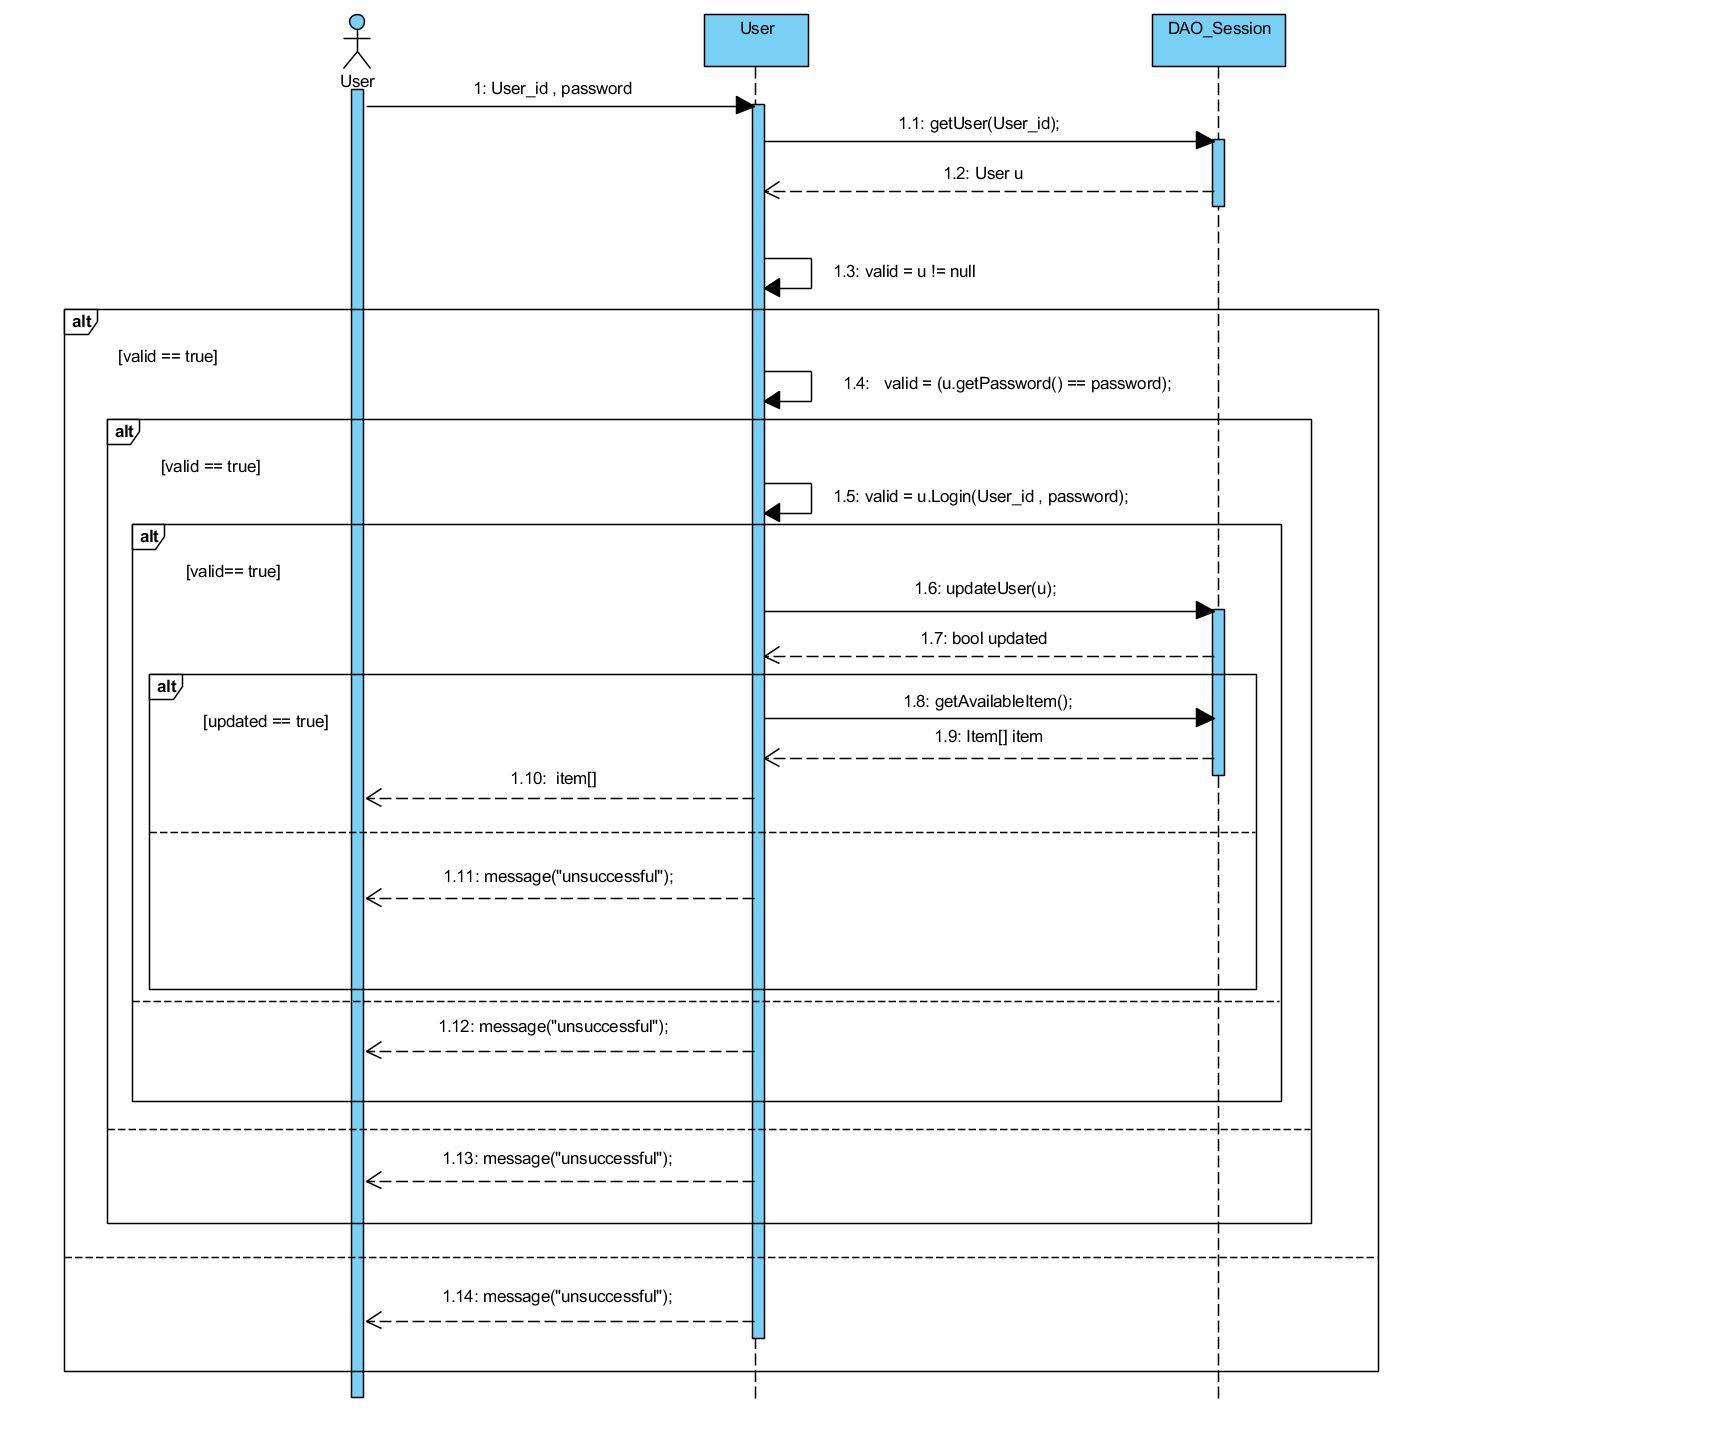 User
User
DAO_Session
1: User_id , password
1.1: getUser(User_id);
1.2: User u
1.3: valid = u != null
alt
[valid == true]
1.4:   valid = (u.getPassword() == password);
alt
[valid == true]
1.5: valid = u.Login(User_id , password);
alt
[valid== true]
1.6: updateUser(u);
1.7: bool updated
alt
[updated == true]
1.8: getAvailableItem();
1.9: Item[] item
1.10:  item[]
1.11: message("unsuccessful");
1.12: message("unsuccessful");
1.13: message("unsuccessful");
1.14: message("unsuccessful");